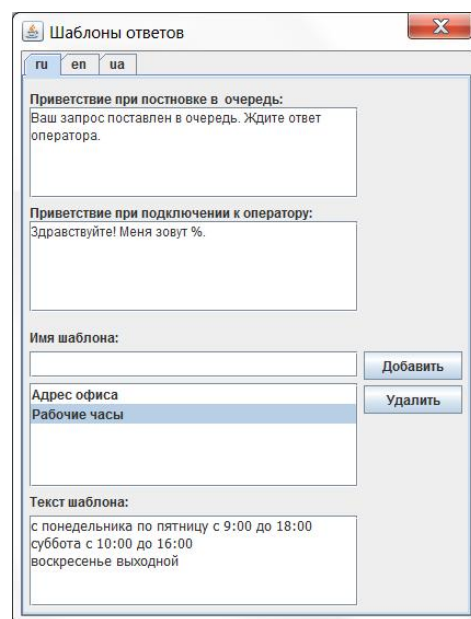 Шаблоны ответов
ru en ua
Приветствие при постновке в очередь:
Ваш запрос поставлен в очередь. Ждите ответ
оператора.
Приветствие при подключении к оператору:
Здравствуйте! Меня зовут %.
Имя шаблона:
Добавить
Адрес офиса
Удалить
Рабочие часы
Текст шаблона:
с понедельника по пятницу с 9:00 до 18:00
суббота с 10:00 до 16:00
воскресенье выходной